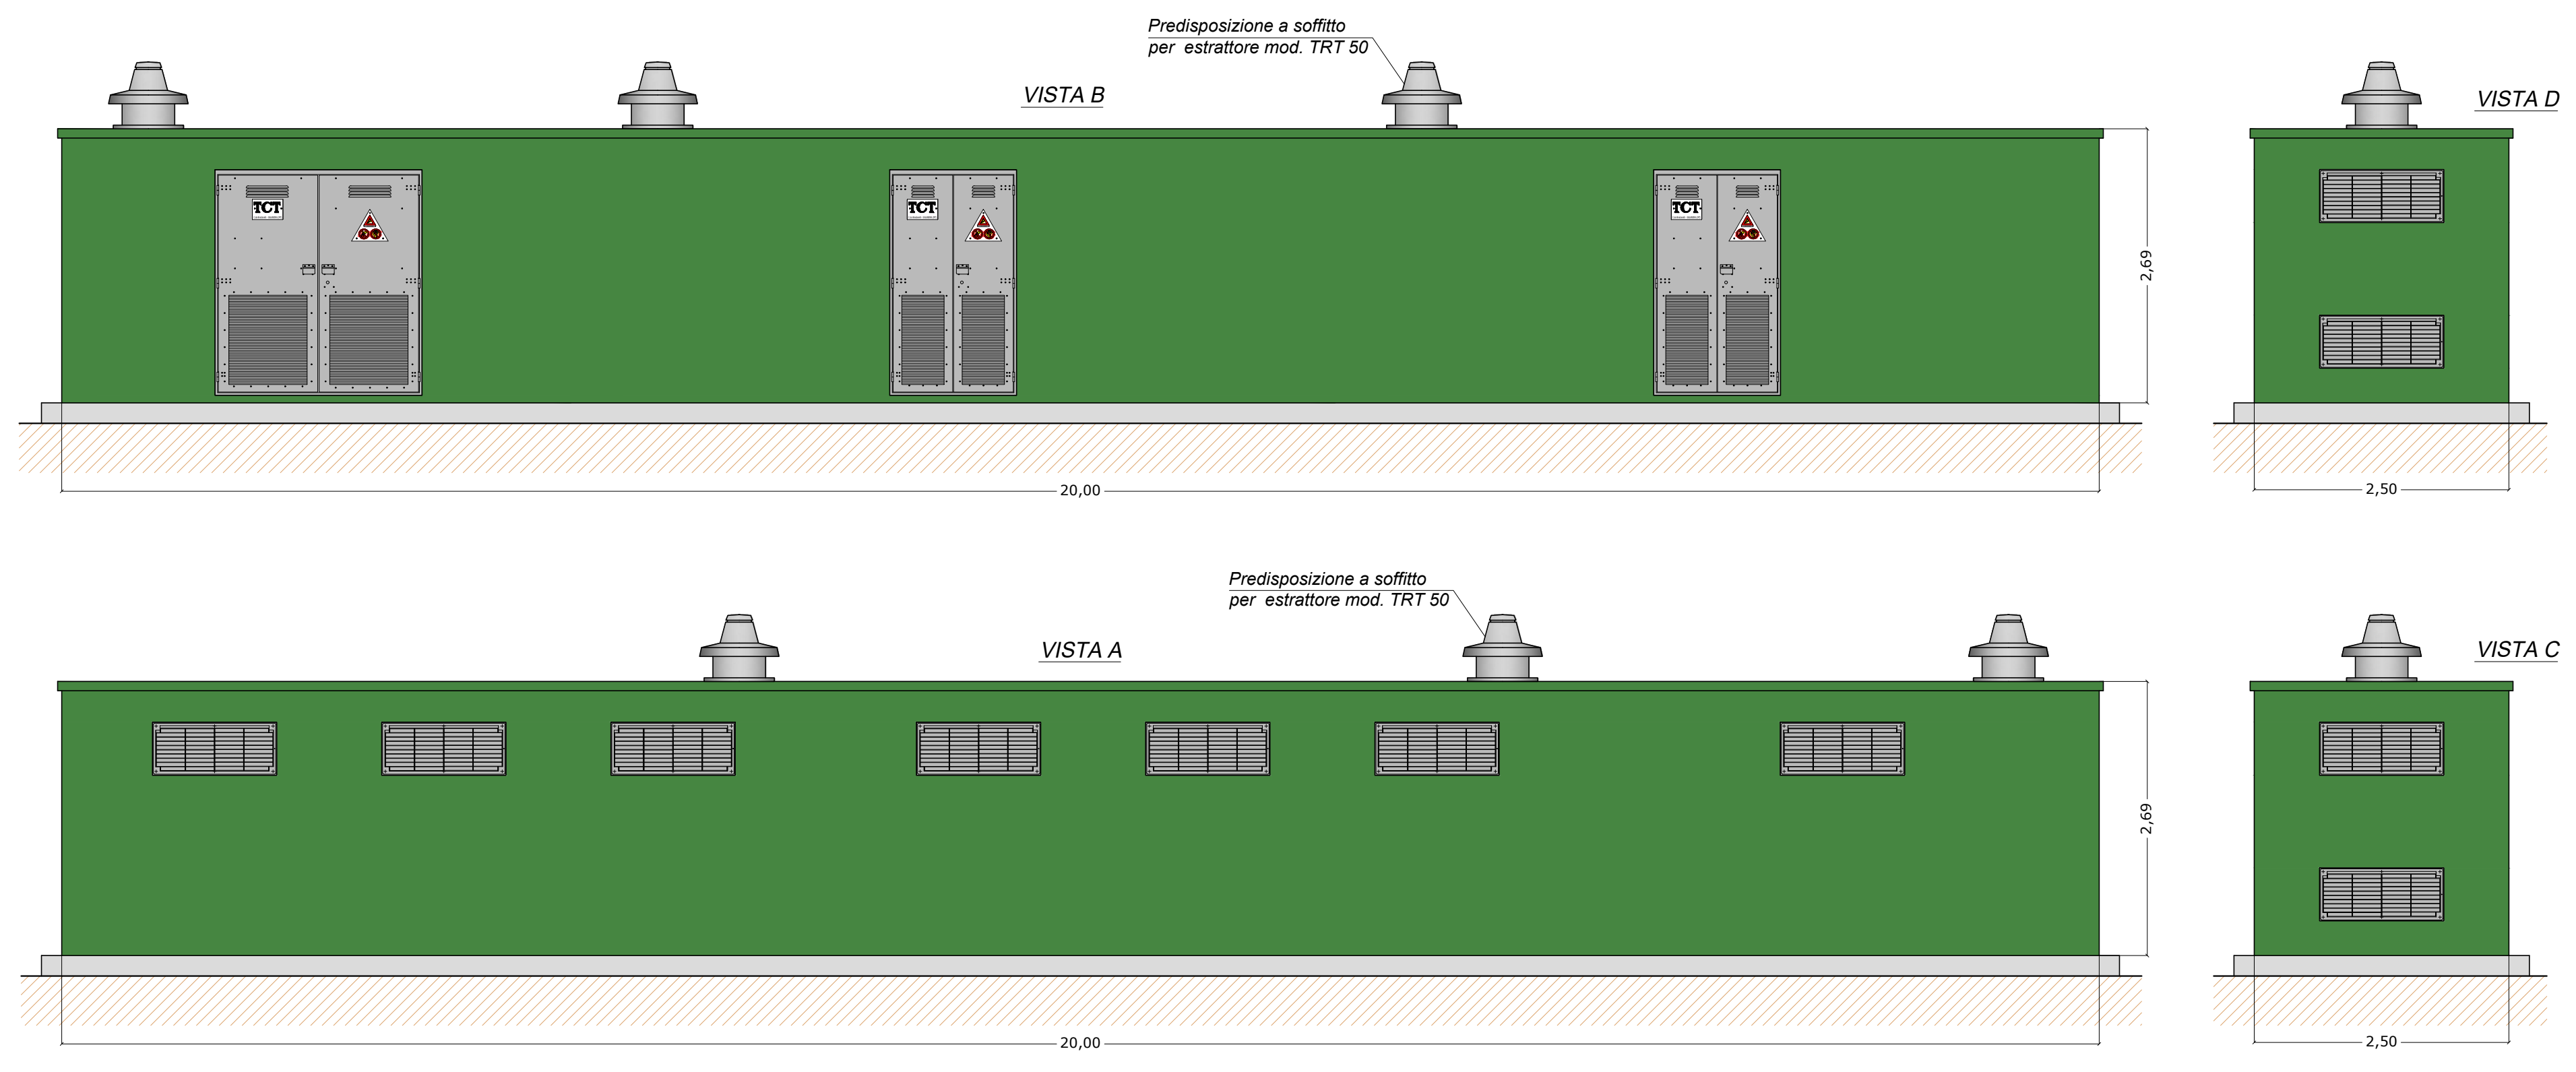 Predisposizione a soffitto
per estrattore mod. TRT 50
VISTA B
VISTA D
TCT
TCT
TCT
2,69
20,00
2,50
Predisposizione a soffitto
per estrattore mod. TRT 50
VISTA A
VISTA C
2,69
20,00
2,50